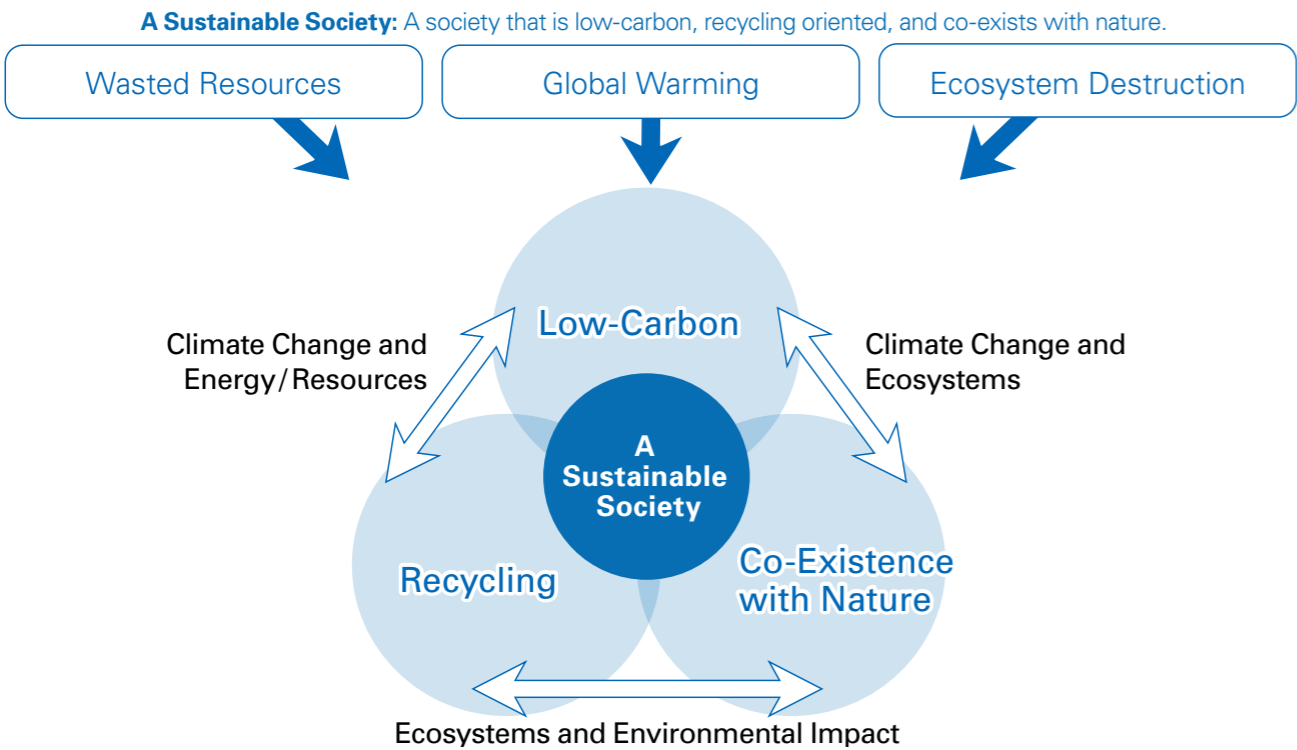 A Sustainable Society: A society that is low-carbon, recycling oriented, and co-exists with nature.
Wasted Resources
Global Warming
Ecosystem Destruction
Low-Carbon
Climate Change and
Energy/Resources
Climate Change and
Ecosystems
A
Sustainable
Society
Recycling
Co-Existence
with Nature
Ecosystems and Environmental Impact